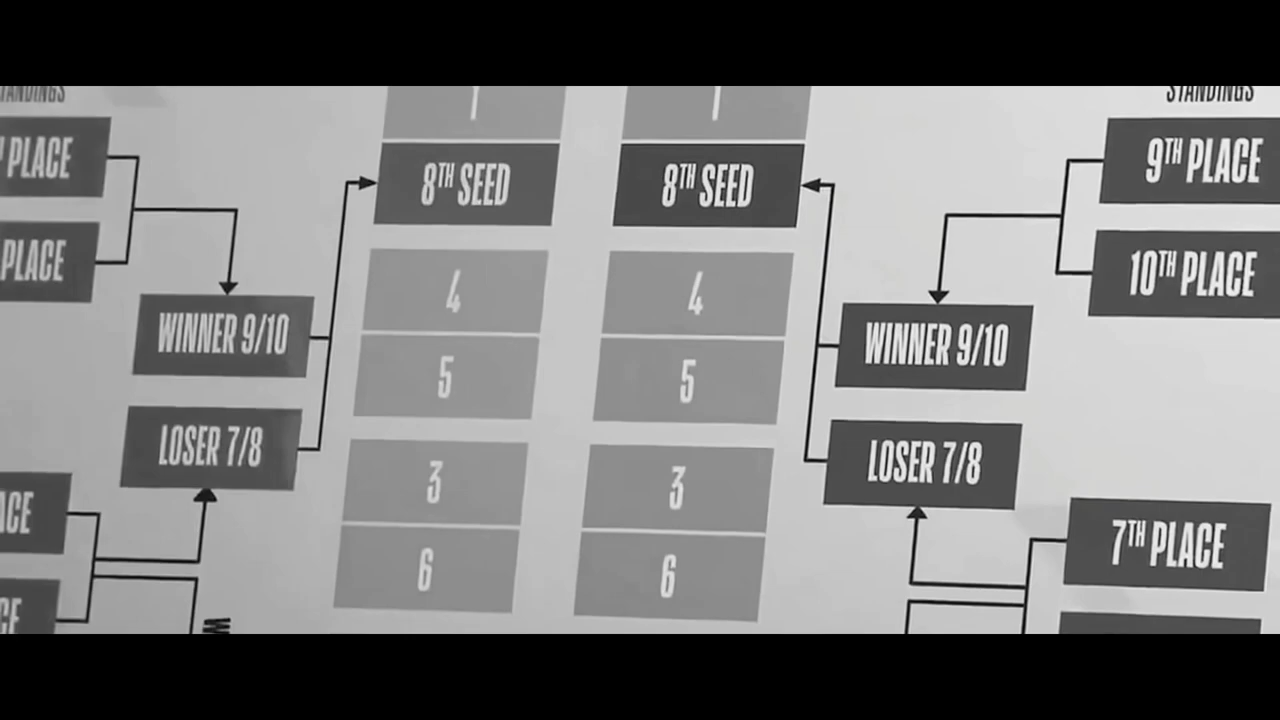 STANDINGS
PLACE
PLACE
WINNER 9/10
LOSER 7/8
1
8TH SEED
4
5
3
6
1
8TH SEED
4
5
3
6
STANDINGS
9TH PLACE
10TH PLACE
WINNER 9/10
LOSER 7/8
7TH PLACE